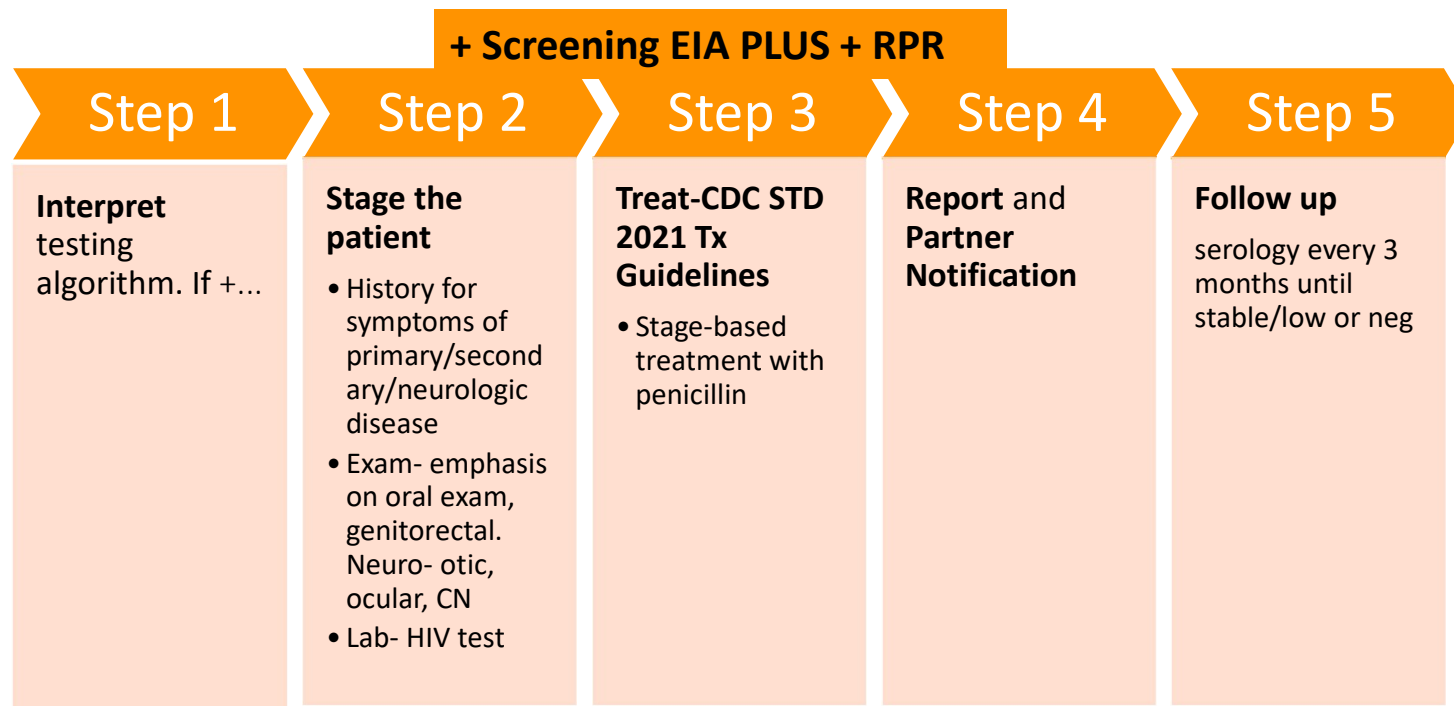 + Screening EIA PLUS + RPR
Step 1
Interpret
testing
algorithm. If +...
Step 2
Stage the
patient
• History for
symptoms of
primary/second
ary/neurologic
disease
• Exam- emphasis
on oral exam,
genitorectal.
Neuro- otic,
ocular, CN
• Lab- HIV test
Step 3
Treat-CDC STD
2021 Tx
Guidelines
• Stage-based
treatment with
penicillin
Step 4
Report and
Partner
Notification
Step 5
Follow up
serology every 3
months until
stable/low or neg